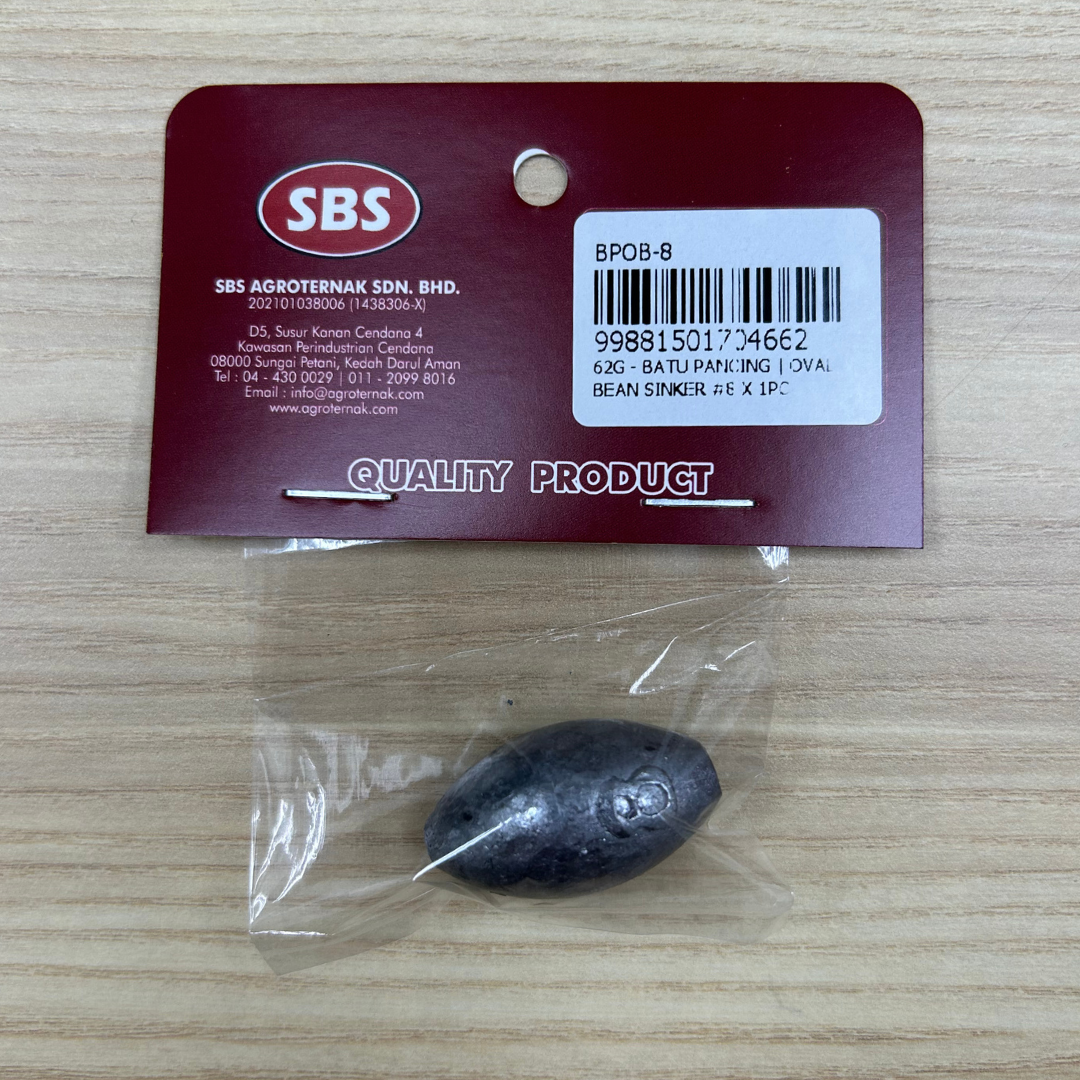 SBS
SBS AGROTERNAK SDN. BHD.
202101038006 (1438306-X)
D5, Susur Kanan Cendana 4
Kawasan Perindustrian Cendana
08000 Sungai Petani, Kedah Darul Aman
Tel : 04 - 430 0029 | 011 - 2099 8016
Email : info@agroternak.com
www.agroternak.com
BPOB-8
99881501704662
62G - BATU PANCING | OVAL
BEAN SINKER #8 X 1PC
QUALITY PRODUCT
8